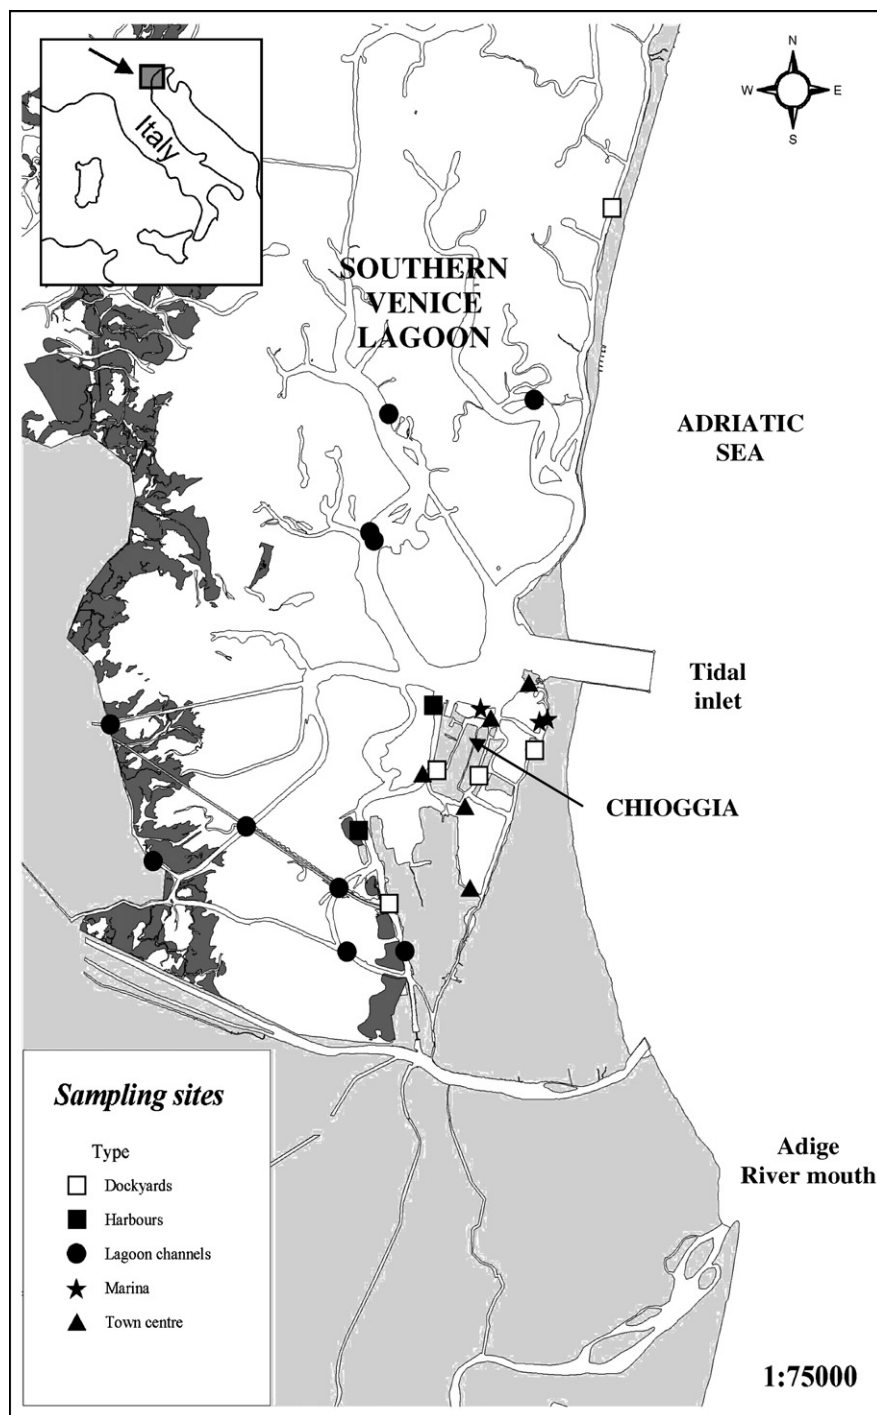 Italy
N
W
E
S
SOUTHERN
VENICE
LAGOON
ADRIATIC
SEA
Tidal
inlet
CHIOGGIA
Adige
River mouth
Sampling sites
Type
Dockyards
Harbours
Lagoon channels
Marina
Town centre
1:75000